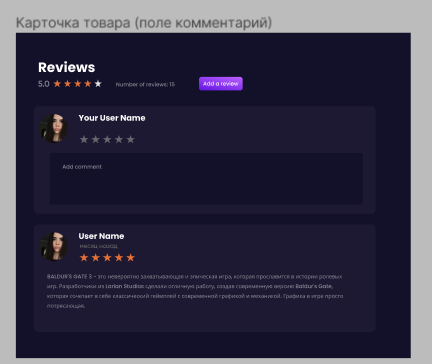 Карточка товара (поле комментарий)
Reviews
5.0 Number of reviews: 15 Add a review
Your User Name
Add comment
User Name
месяц назад
BALDUR'S GATE 3 - это невероятно захватывающая и эпическая игра, которая прославится в истории ролевых
игр. Разработчики из Larian Studios сделали отличную работу, создав современную версию Baldur's Gate,
которая сочетает в себе классический геймплей с современной графикой и механикой. Графика в игре просто
потрясающая.